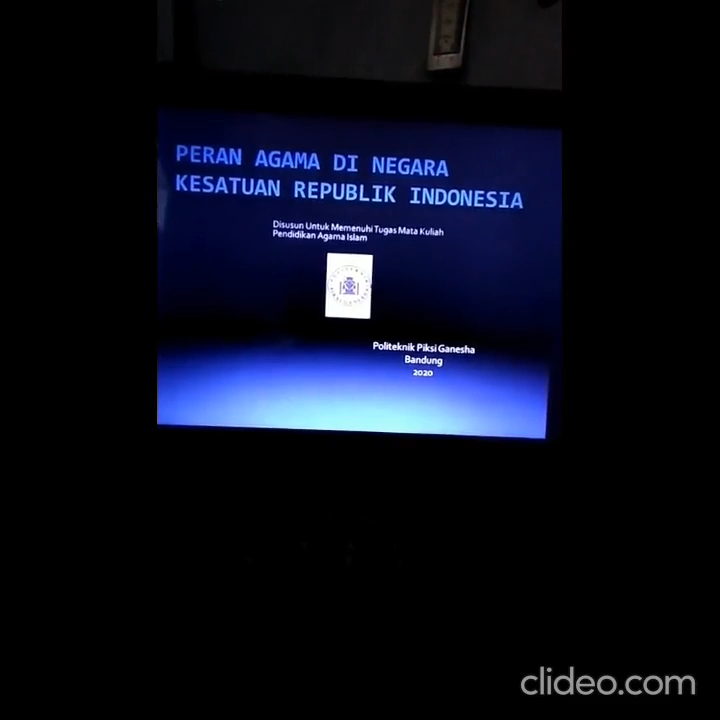 PERAN AGAMA DI NEGARA
KESATUAN REPUBLIK INDONESIA
Disusun Untuk Memenuhi Tugas Mata Kuliah
Pendidikan Agama Islam
Politeknik Piksi Ganesha
Bandung
2020
clideo.com